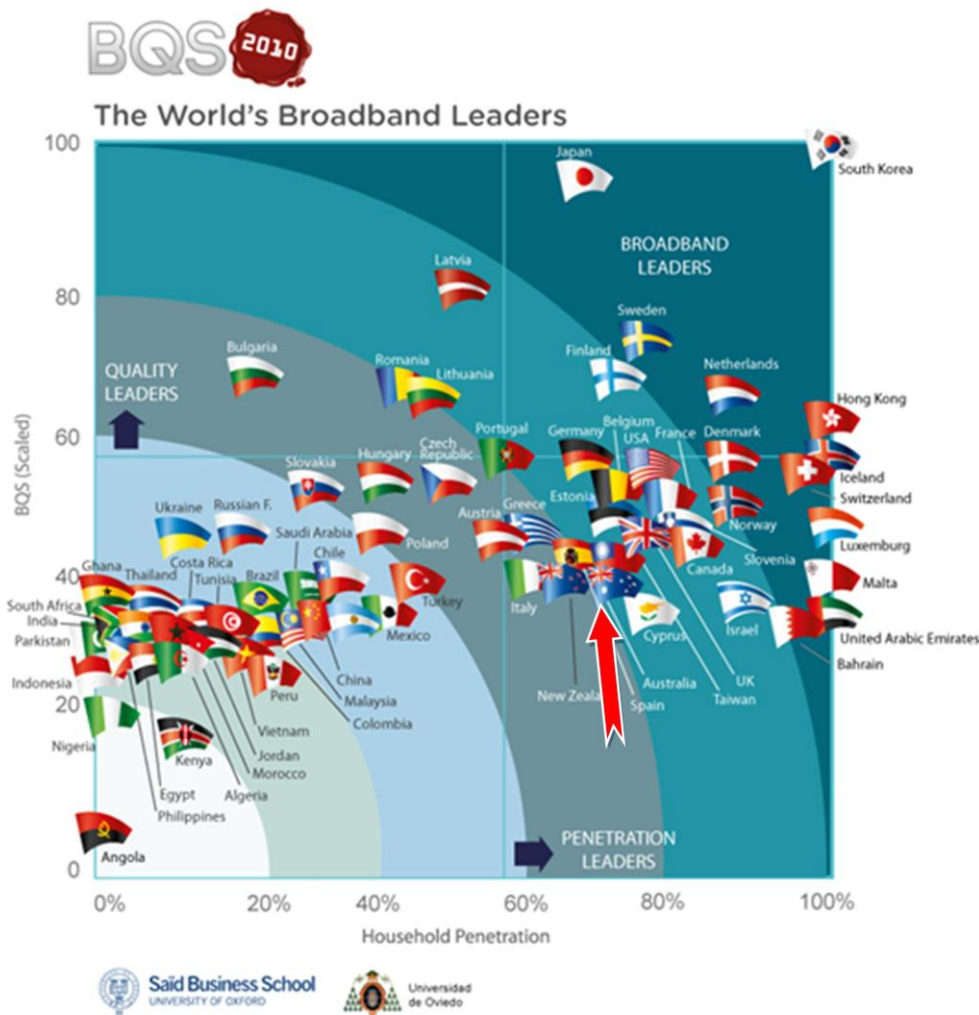 BQS 2010
The World's Broadband Leaders
100
80
60
40
20
0
BQS (Scaled)
0%
20%
40%
60%
80%
100%
Household Penetration
BROADBAND
LEADERS
QUALITY
LEADERS
PENETRATION
LEADERS
Japan
South Korea
Latvia
Sweden
Finland
Netherlands
Bulgaria
Romania
Lithuania
Hong Kong
Portugal
Germany
Belgium
USA
France
Denmark
Iceland
Switzerland
Slovakia
Hungary
Czech
Republic
Estonia
Norway
Ukraine
Russian F.
Saudi Arabia
Poland
Austria
Greece
Slovenia
Luxemburg
Canada
Ghana
Thailand
Costa Rica
Tunisia
Brazil
Chile
Turkey
Italy
Malta
South Africa
India
Parkistan
Mexico
Cyprus
Israel
United Arabic Emirates
Bahrain
Indonesia
Peru
China
Malaysia
Colombia
New Zeala
Australia
Spain
UK
Taiwan
Nigeria
Kenya
Vietnam
Jordan
Morocco
Algeria
Egypt
Philippines
Angola
Saïd Business School
UNIVERSITY OF OXFORD
Universidad
de Oviedo